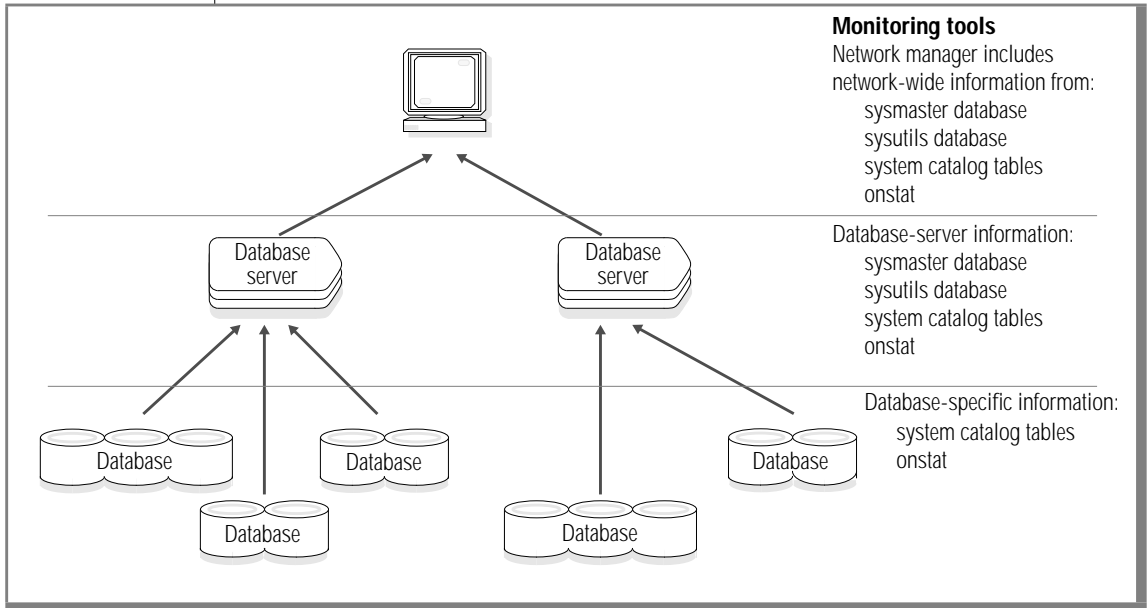 Monitoring tools
Network manager includes
network-wide information from:
sysmaster database
sysutils database
system catalog tables
onstat
Database
server
Database
server
Database-server information:
sysmaster database
sysutils database
system catalog tables
onstat
Database-specific information:
system catalog tables
onstat
Database
Database
Database
Database
Database